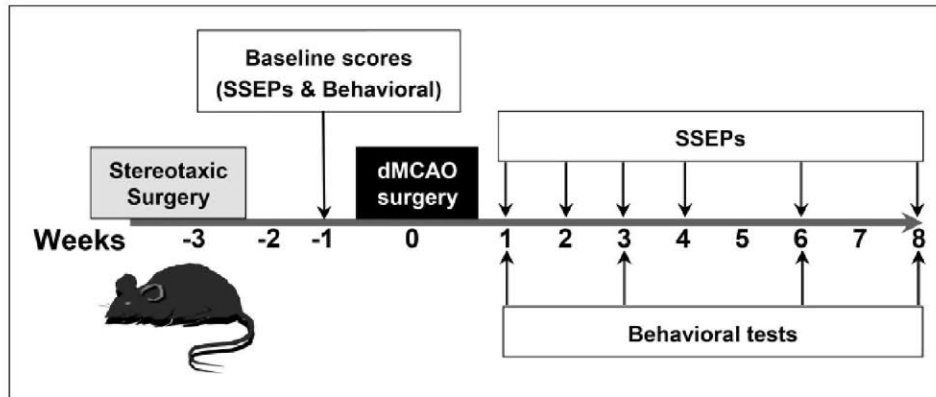 Baseline scores
(SSEPs & Behavioral)
SSEPs
Stereotaxic
Surgery
dMCAO
surgery
Weeks -3 -2 -1 0 1 2 3 4 5 6 7 8
Behavioral tests